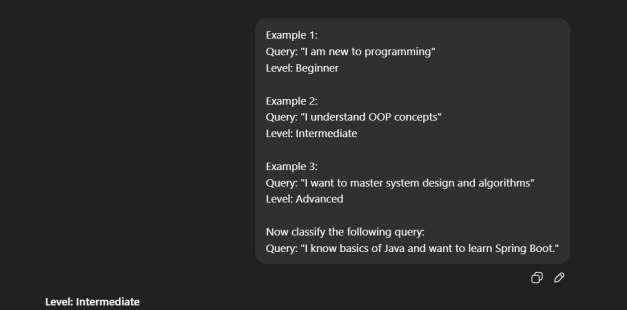 Example 1:
Query: "I am new to programming"
Level: Beginner
Example 2:
Query: "I understand OOP concepts"
Level: Intermediate
Example 3:
Query: "I want to master system design and algorithms"
Level: Advanced
Now classify the following query:
Query: "I know basics of Java and want to learn Spring Boot."
Level: Intermediate